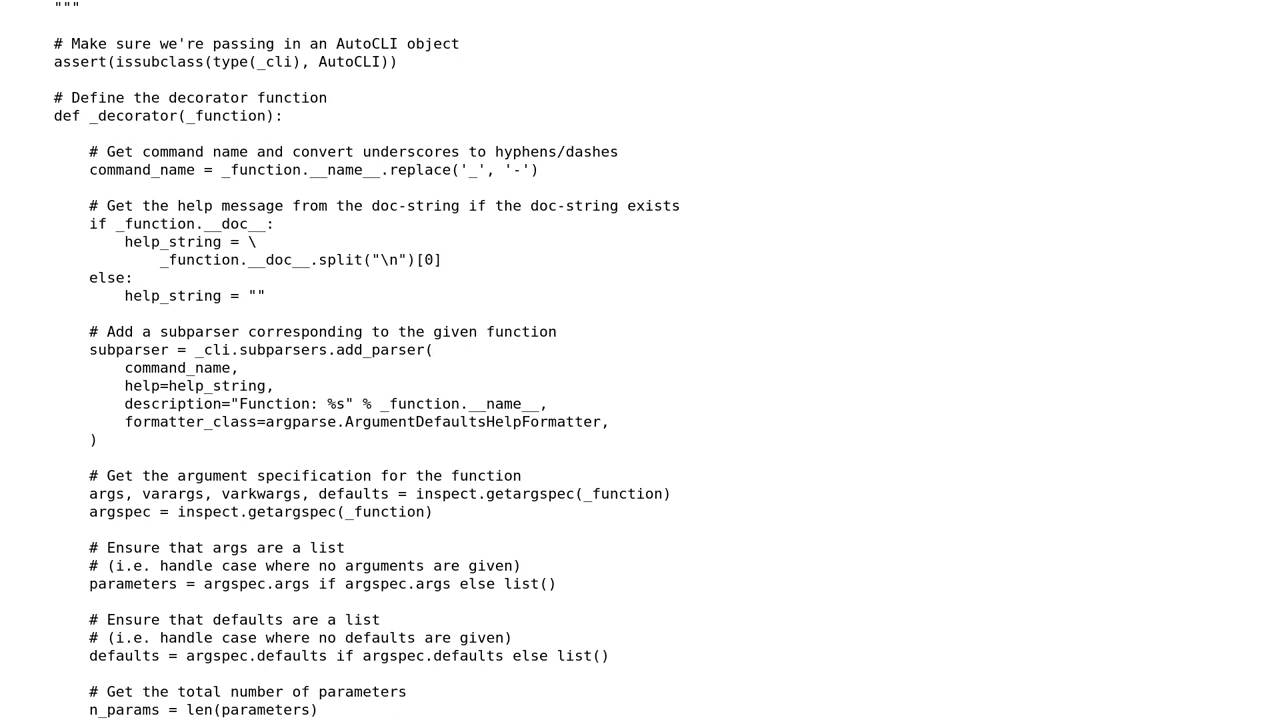 """

    # Make sure we're passing in an AutoCLI object
    assert(issubclass(type(_cli), AutoCLI))

    # Define the decorator function
    def _decorator(_function):

        # Get command name and convert underscores to hyphens/dashes
        command_name = _function.__name__.replace('_', '-')

        # Get the help message from the doc-string if the doc-string exists
        if _function.__doc__:
            help_string = \
                _function.__doc__.split("\n")[0]
        else:
            help_string = ""

        # Add a subparser corresponding to the given function
        subparser = _cli.subparsers.add_parser(
            command_name,
            help=help_string,
            description="Function: %s" % _function.__name__,
            formatter_class=argparse.ArgumentDefaultsHelpFormatter,
        )

        # Get the argument specification for the function
        args, varargs, varkwargs, defaults = inspect.getargspec(_function)
        argspec = inspect.getargspec(_function)

        # Ensure that args are a list
        # (i.e. handle case where no arguments are given)
        parameters = argspec.args if argspec.args else list()

        # Ensure that defaults are a list
        # (i.e. handle case where no defaults are given)
        defaults = argspec.defaults if argspec.defaults else list()

        # Get the total number of parameters
        n_params = len(parameters)